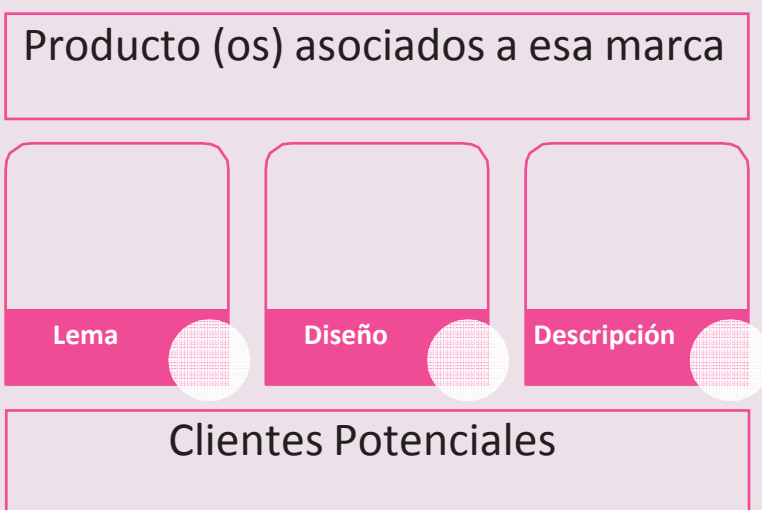 Producto (os) asociados a esa marca
Lema
Diseño
Descripción
Clientes Potenciales